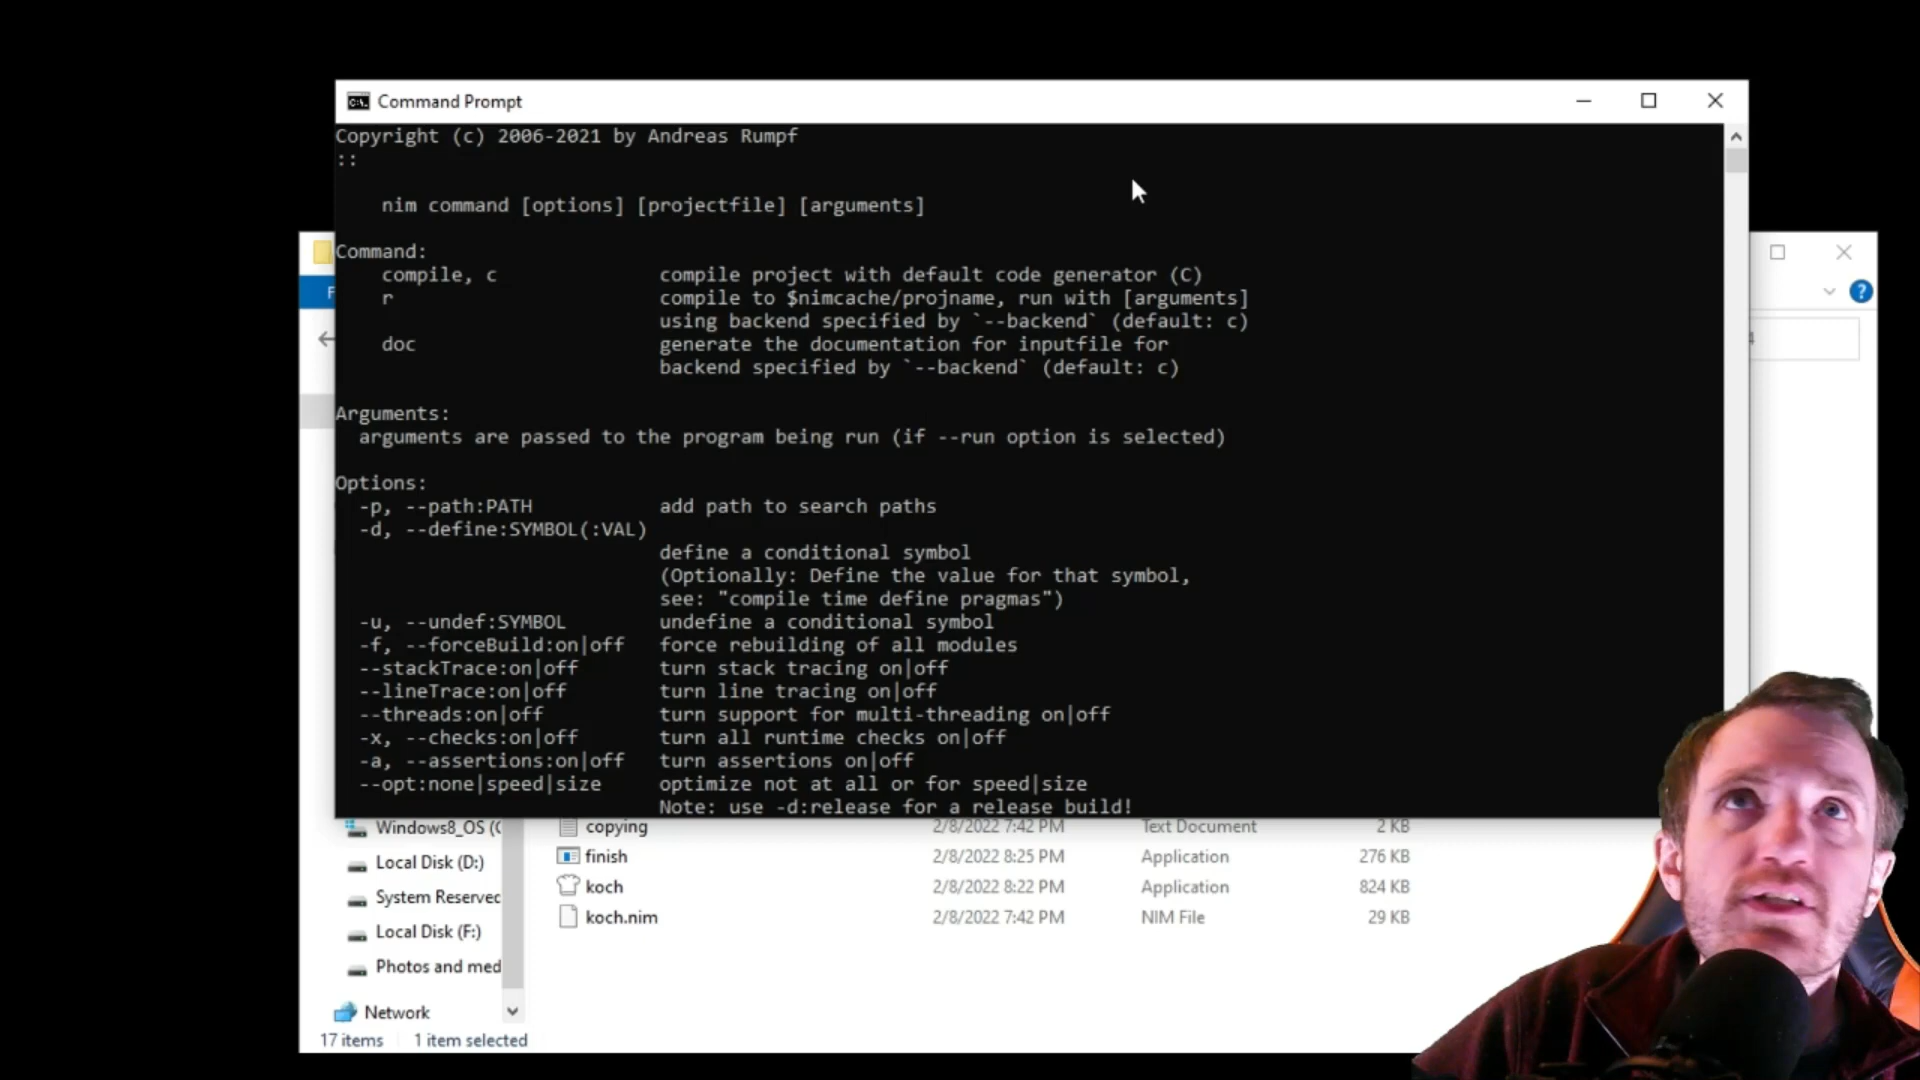 Command Prompt
Copyright (c) 2006-2021 by Andreas Rumpf
::
nim command [options] [projectfile] [arguments]
Command:
compile, c compile project with default code generator (C)
r compile to $nimcache/projname, run with [arguments]
using backend specified by `--backend` (default: c)
doc generate the documentation for inputfile for
backend specified by `--backend` (default: c)
Arguments:
arguments are passed to the program being run (if --run option is selected)
Options:
-p, --path:PATH add path to search paths
-d, --define:SYMBOL(:VAL)
define a conditional symbol
(Optionally: Define the value for that symbol,
see: "compile time define pragmas")
-u, --undef:SYMBOL undefine a conditional symbol
-f, --forceBuild:on|off force rebuilding of all modules
--stackTrace:on|off turn stack tracing on|off
--lineTrace:on|off turn line tracing on|off
--threads:on|off turn support for multi-threading on|off
-x, --checks:on|off turn all runtime checks on|off
-a, --assertions:on|off turn assertions on|off
--opt:none|speed|size optimize not at all or for speed|size
Note: use -d:release for a release build!
Windows8_OS (C copying 2/8/2022 7:42 PM Text Document 2 KB
finish 2/8/2022 8:25 PM Application 276 KB
Local Disk (D:)
koch 2/8/2022 8:22 PM Application 824 KB
System Reserved
koch.nim 2/8/2022 7:42 PM NIM File 29 KB
Local Disk (F:)
Photos and med
Network
17 items 1 item selected